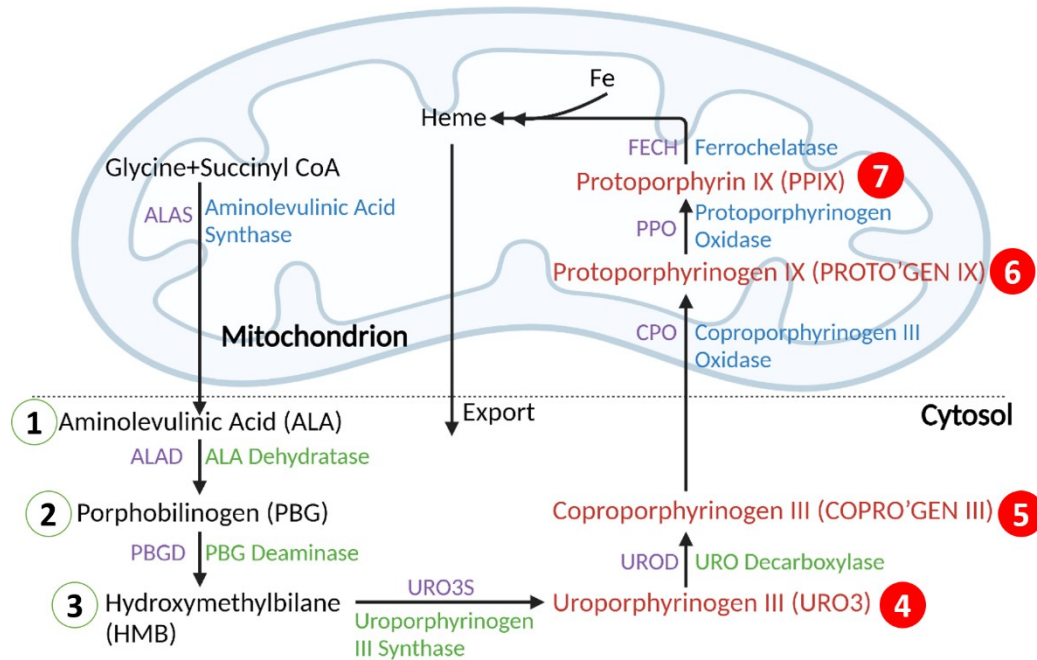 Fe
Heme
FECH Ferrochelatase
Glycine+Succinyl CoA
Protoporphyrin IX (PPIX) 7
ALAS Aminolevulinic Acid
Synthase
PPO Protoporphyrinogen
Oxidase
Protoporphyrinogen IX (PROTO'GEN IX) 6
Mitochondrion
CPO Coproporphyrinogen III
Oxidase
1 Aminolevulinic Acid (ALA)
Export
Cytosol
ALAD ALA Dehydratase
2 Porphobilinogen (PBG)
Coproporphyrinogen III (COPRO'GEN III) 5
PBGD PBG Deaminase
UROD URO Decarboxylase
3 Hydroxymethylbilane
(HMB)
URO3S
Uroporphyrinogen
III Synthase
Uroporphyrinogen III (URO3) 4